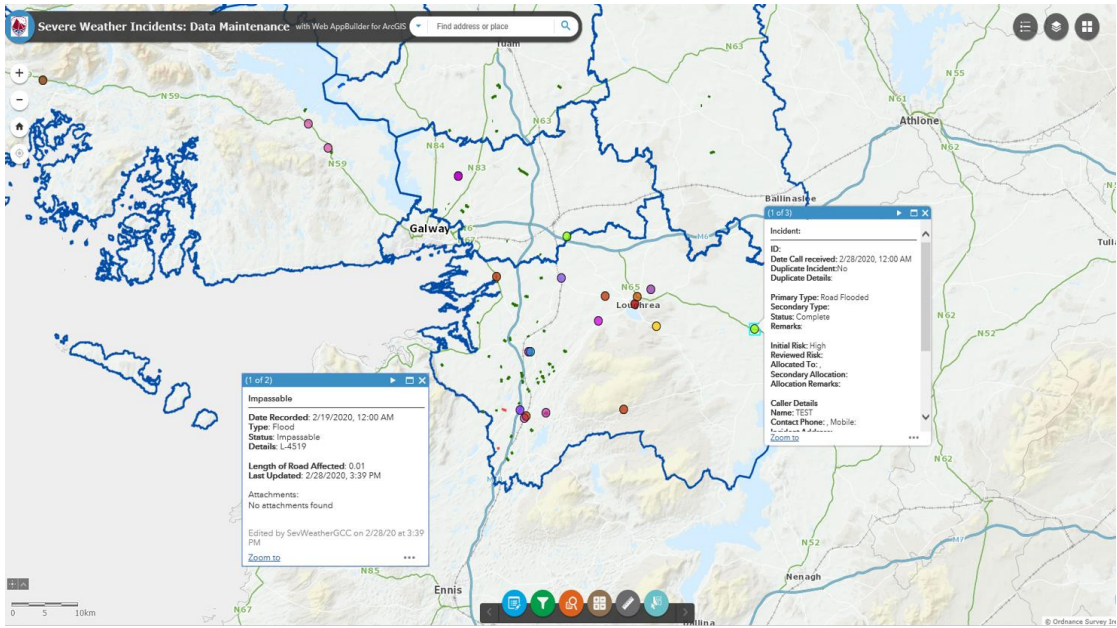 Severe Weather Incidents: Data Maintenance with Web AppBuilder for ArcGIS
Find address or place
Tuam
N63
N55
N61
Athlone
N62
N59
N63
N84
N83
N59
Ballinasloe
Galway
M6
N65
Loughrea
N62
N52
(1 of 3)
Incident:
ID:
Date Call received: 2/28/2020, 12:00 AM
Duplicate Incident:No
Duplicate Details:
Primary Type: Road Flooded
Secondary Type:
Status: Complete
Remarks:
Initial Risk: High
Reviewed Risk:
Allocated To: ,
Secondary Allocation:
Allocation Remarks:
Caller Details
Name: TEST
Contact Phone: , Mobile:
Incident Address:
Zoom to
(1 of 2)
Impassable
Date Recorded: 2/19/2020, 12:00 AM
Type: Flood
Status: Impassable
Details: L-4519
Length of Road Affected: 0.01
Last Updated: 2/28/2020, 3:39 PM
Attachments:
No attachments found
Edited by SevWeatherGCC on 2/28/20 at 3:39
PM
Zoom to
N62
N52
M7
N85
Ennis
Nenagh
N67
0 5 10km
© Ordnance Survey